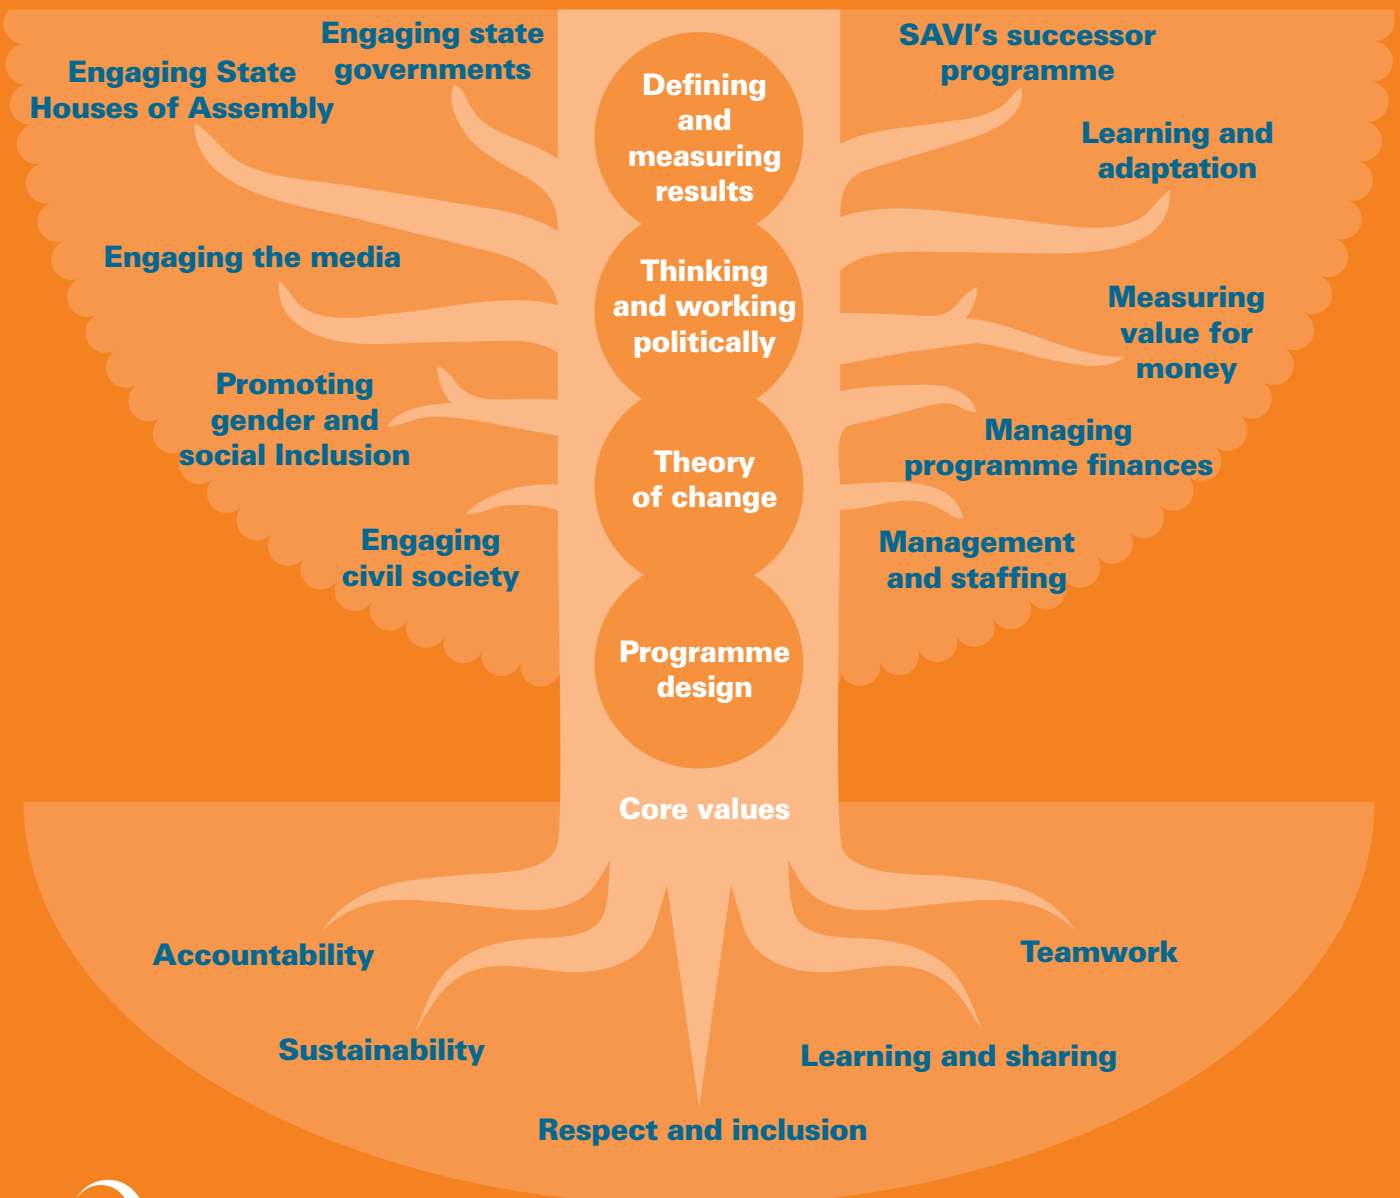 Engaging state
governments
Engaging State
Houses of Assembly
Engaging the media
Promoting
gender and
social Inclusion
Engaging
civil society
Defining
and
measuring
results
Thinking
and working
politically
Theory
of change
Programme
design
SAVI's successor
programme
Learning and
adaptation
Measuring
value for
money
Managing
programme finances
Management
and staffing
Core values
Accountability
Teamwork
Sustainability
Learning and sharing
Respect and inclusion